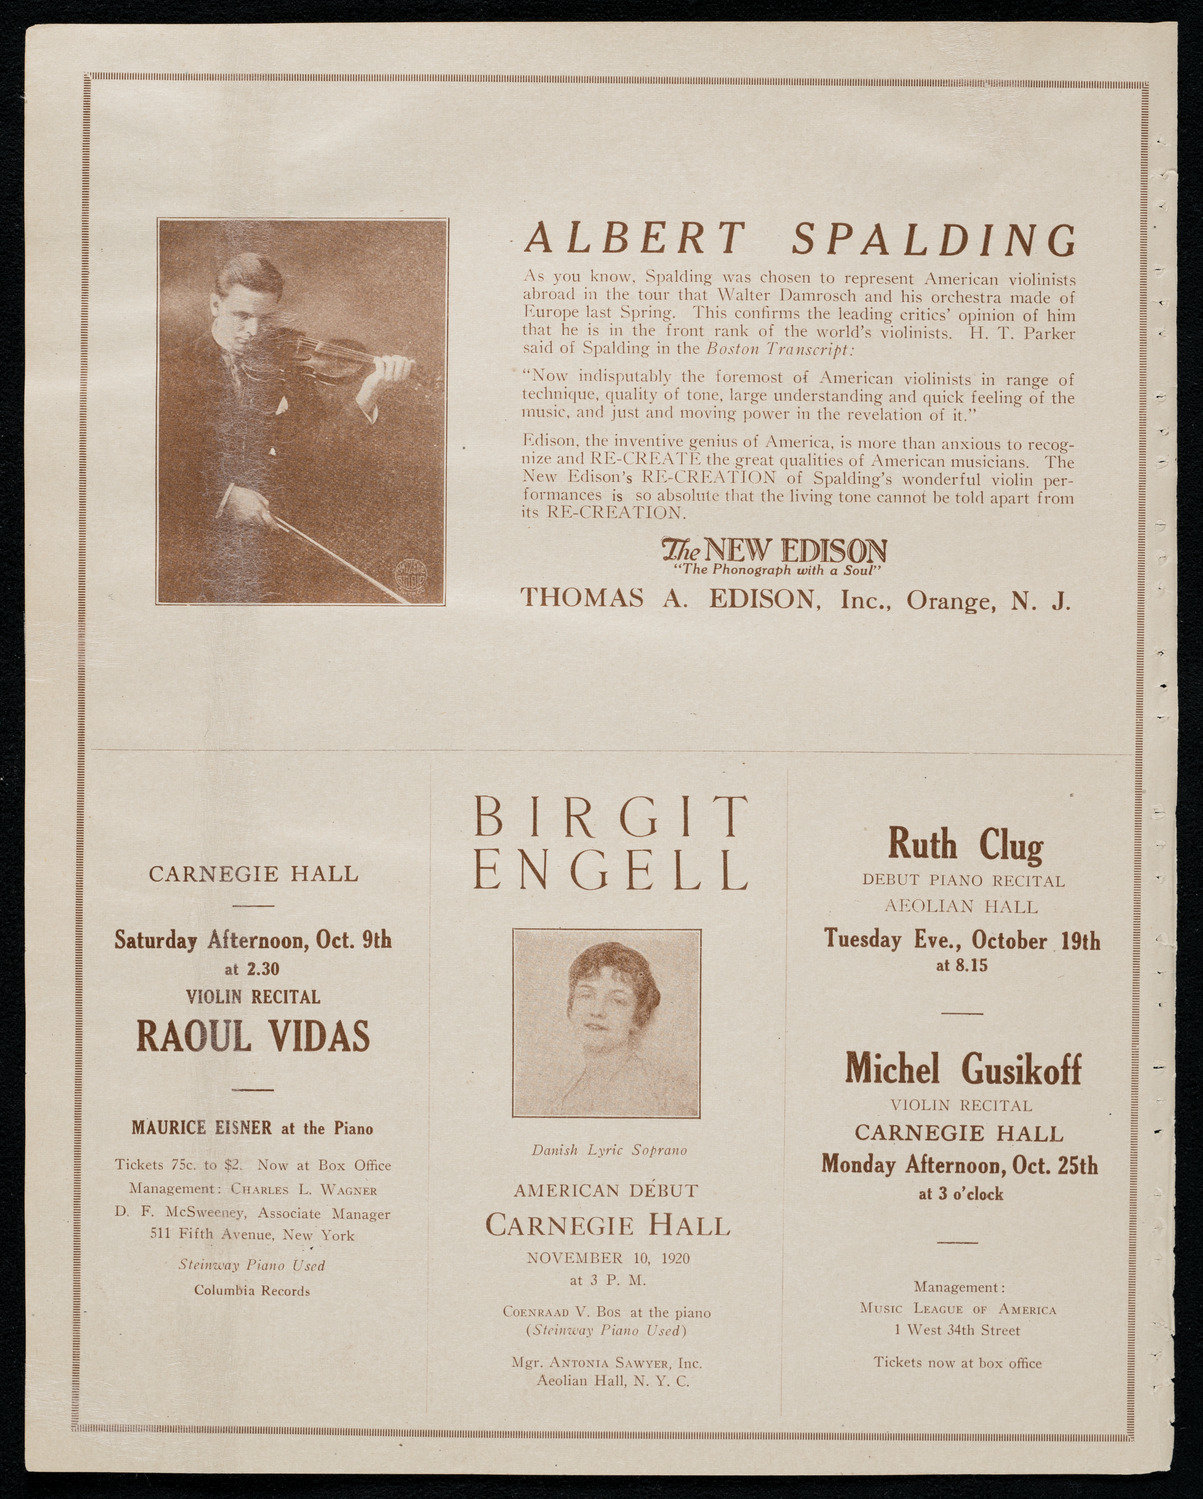 ALBERT SPALDING
As you know, Spalding was chosen to represent American violinists
abroad in the tour that Walter Damrosch and his orchestra made of
Europe last Spring. This confirms the leading critics' opinion of him
that he is in the front rank of the world's violinists. H. T. Parker
said of Spalding in the Boston Transcript:
"Now indisputably the foremost of American violinists in range of
technique, quality of tone, large understanding and quick feeling of the
music, and just and moving power in the revelation of it."
Edison, the inventive genius of America, is more than anxious to recog-
nize and RE-CREATE the great qualities of American musicians. The
New Edison's RE-CREATION of Spalding's wonderful violin per-
formances is so absolute that the living tone cannot be told apart from
its RE-CREATION.
The NEW EDISON
"The Phonograph with a Soul"
THOMAS A. EDISON, Inc., Orange, N. J.
CARNEGIE HALL
Saturday Afternoon, Oct. 9th
at 2.30
VIOLIN RECITAL
RAOUL VIDAS
MAURICE EISNER at the Piano
Tickets 75c. to $2. Now at Box Office
Management: CHARLES L. WAGNER
D. F. McSweeney, Associate Manager
511 Fifth Avenue, New York
Steinway Piano Used
Columbia Records
BIRGIT
ENGELL
Danish Lyric Soprano
AMERICAN DÉBUT
CARNEGIE HALL
NOVEMBER 10, 1920
at 3 P. M.
COENRAAD V. BOS at the piano
(Steinway Piano Used)
Mgr. ANTONIA SAWYER, Inc.
Aeolian Hall, N. Y. C.
Ruth Clug
DEBUT PIANO RECITAL
AEOLIAN HALL
Tuesday Eve., October 19th
at 8.15
Michel Gusikoff
VIOLIN RECITAL
CARNEGIE HALL
Monday Afternoon, Oct. 25th
at 3 o'clock
Management:
MUSIC LEAGUE OF AMERICA
1 West 34th Street
Tickets now at box office